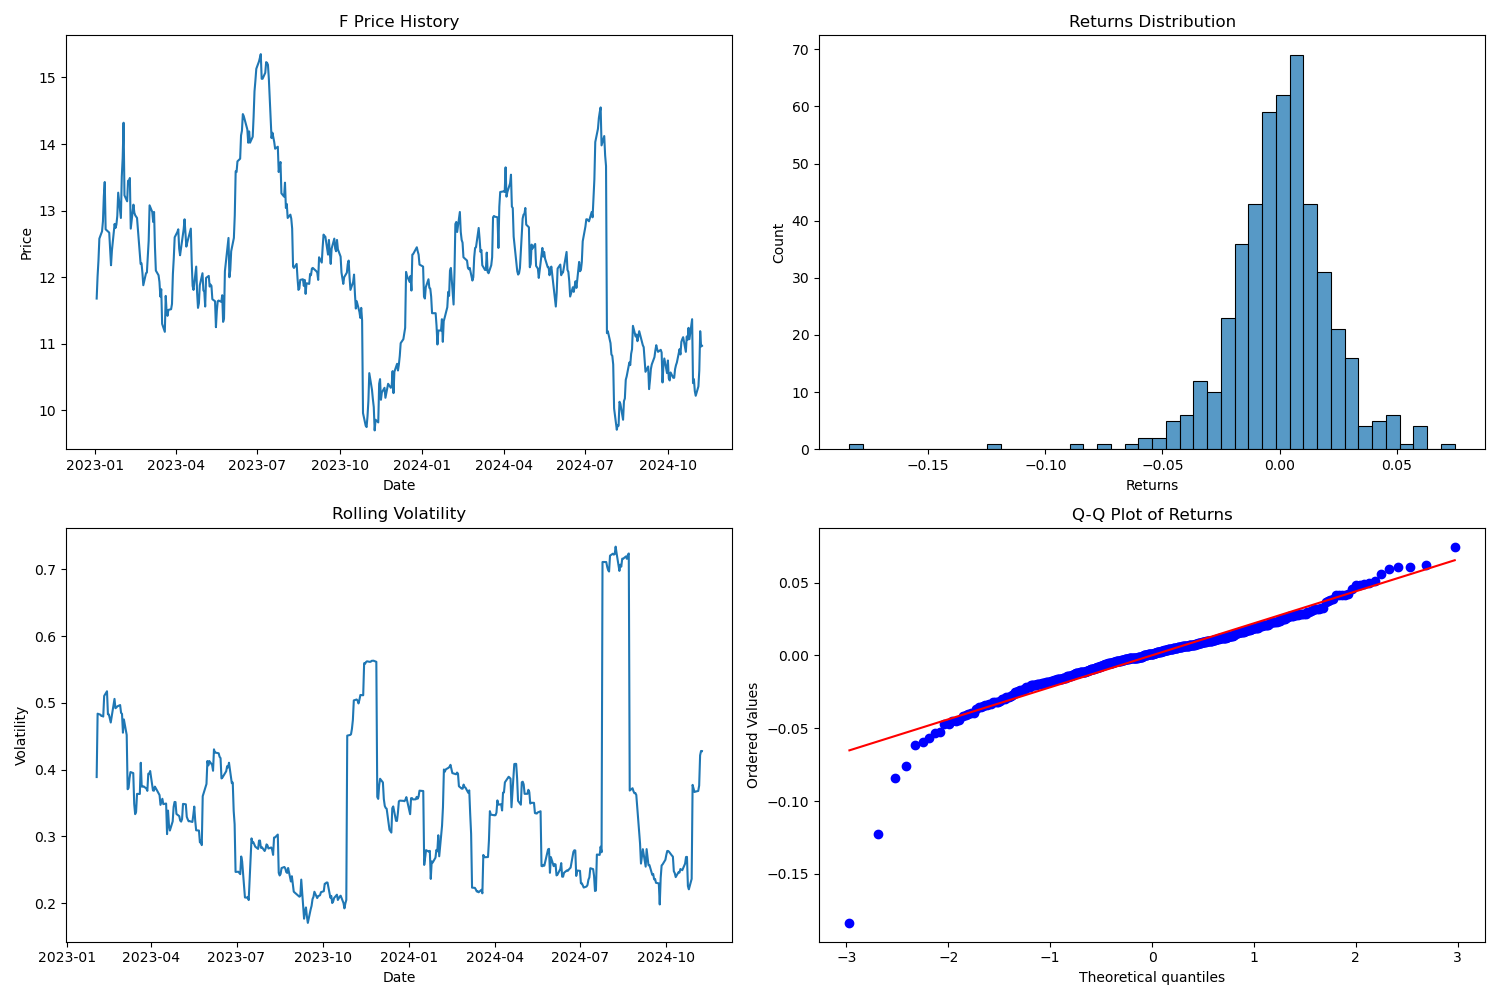 F Price History
Price
15
14
13
12
11
10
2023-01 2023-04 2023-07 2023-10 2024-01 2024-04 2024-07 2024-10
Date
Returns Distribution
Count
70
60
50
40
30
20
10
0
−0.15 −0.10 −0.05 0.00 0.05
Returns
Rolling Volatility
Volatility
0.7
0.6
0.5
0.4
0.3
0.2
2023-01 2023-04 2023-07 2023-10 2024-01 2024-04 2024-07 2024-10
Date
Q-Q Plot of Returns
Ordered Values
0.05
0.00
−0.05
−0.10
−0.15
−3 −2 −1 0 1 2 3
Theoretical quantiles